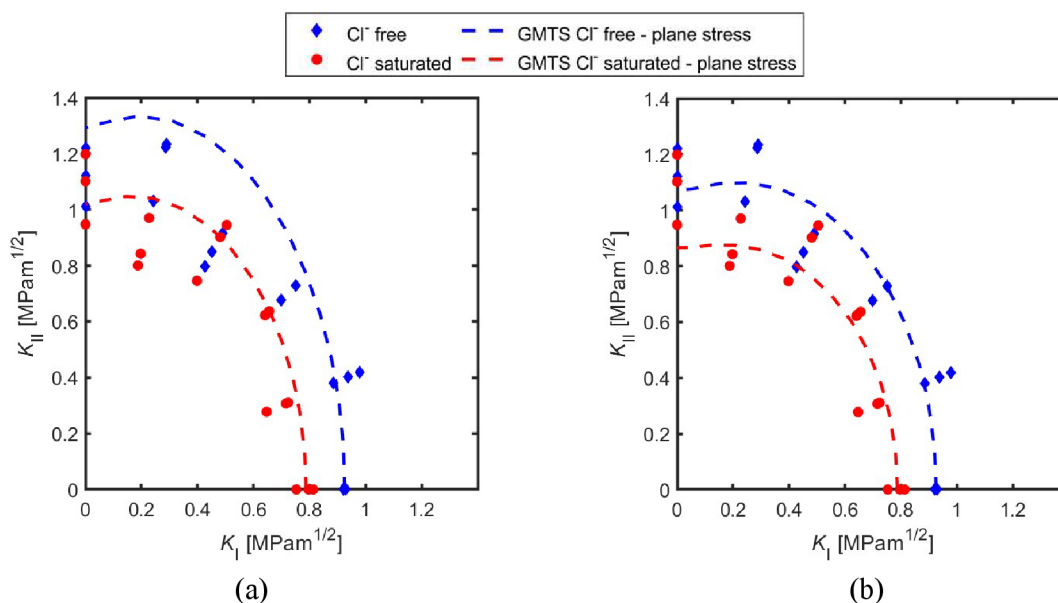 Cl⁻ free
GMTS Cl⁻ free - plane stress
Cl⁻ saturated
GMTS Cl⁻ saturated - plane stress
1.4
1.2
1
0.8
0.6
0.4
0.2
0
K_II [MPam^1/2]
0 0.2 0.4 0.6 0.8 1 1.2
K_I [MPam^1/2]
(a)
1.4
1.2
1
0.8
0.6
0.4
0.2
0
K_II [MPam^1/2]
0 0.2 0.4 0.6 0.8 1 1.2
K_I [MPam^1/2]
(b)